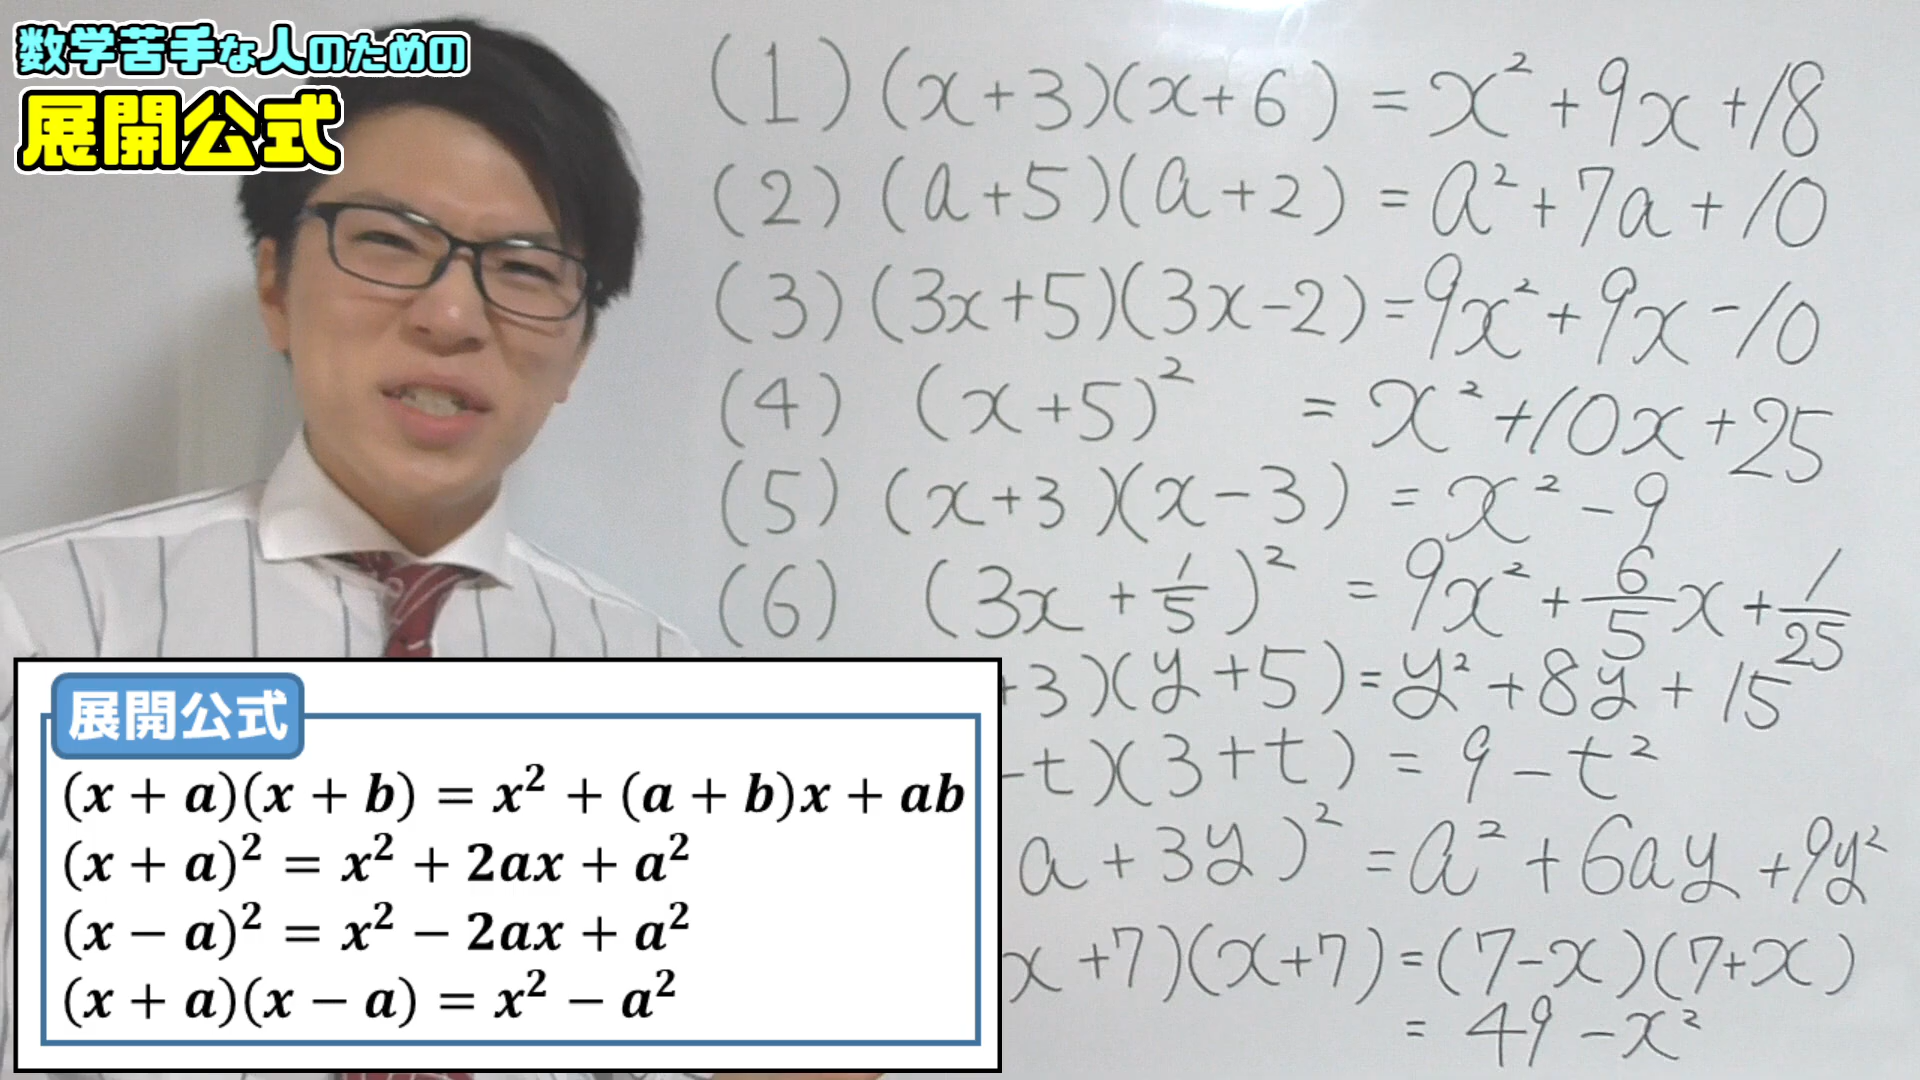 数学苦手な人のための
展開公式
(1) (x+3)(x+6) = x²+9x+18
(2) (a+5)(a+2) = a²+7a+10
(3) (3x+5)(3x-2) = 9x²+9x-10
(4) (x+5)² = x²+10x+25
(5) (x+3)(x-3) = x²-9
(6) (3x+1/5)² = 9x²+6/5x+1/25
+3)(y+5) = y²+8y+15
-t)(3+t) = 9-t²
a+3y)² = a²+6ay+9y²
x+7)(x+7) = (7-x)(7+x)
= 49-x²
展開公式
(x + a)(x + b) = x² + (a + b)x + ab
(x + a)² = x² + 2ax + a²
(x − a)² = x² − 2ax + a²
(x + a)(x − a) = x² − a²